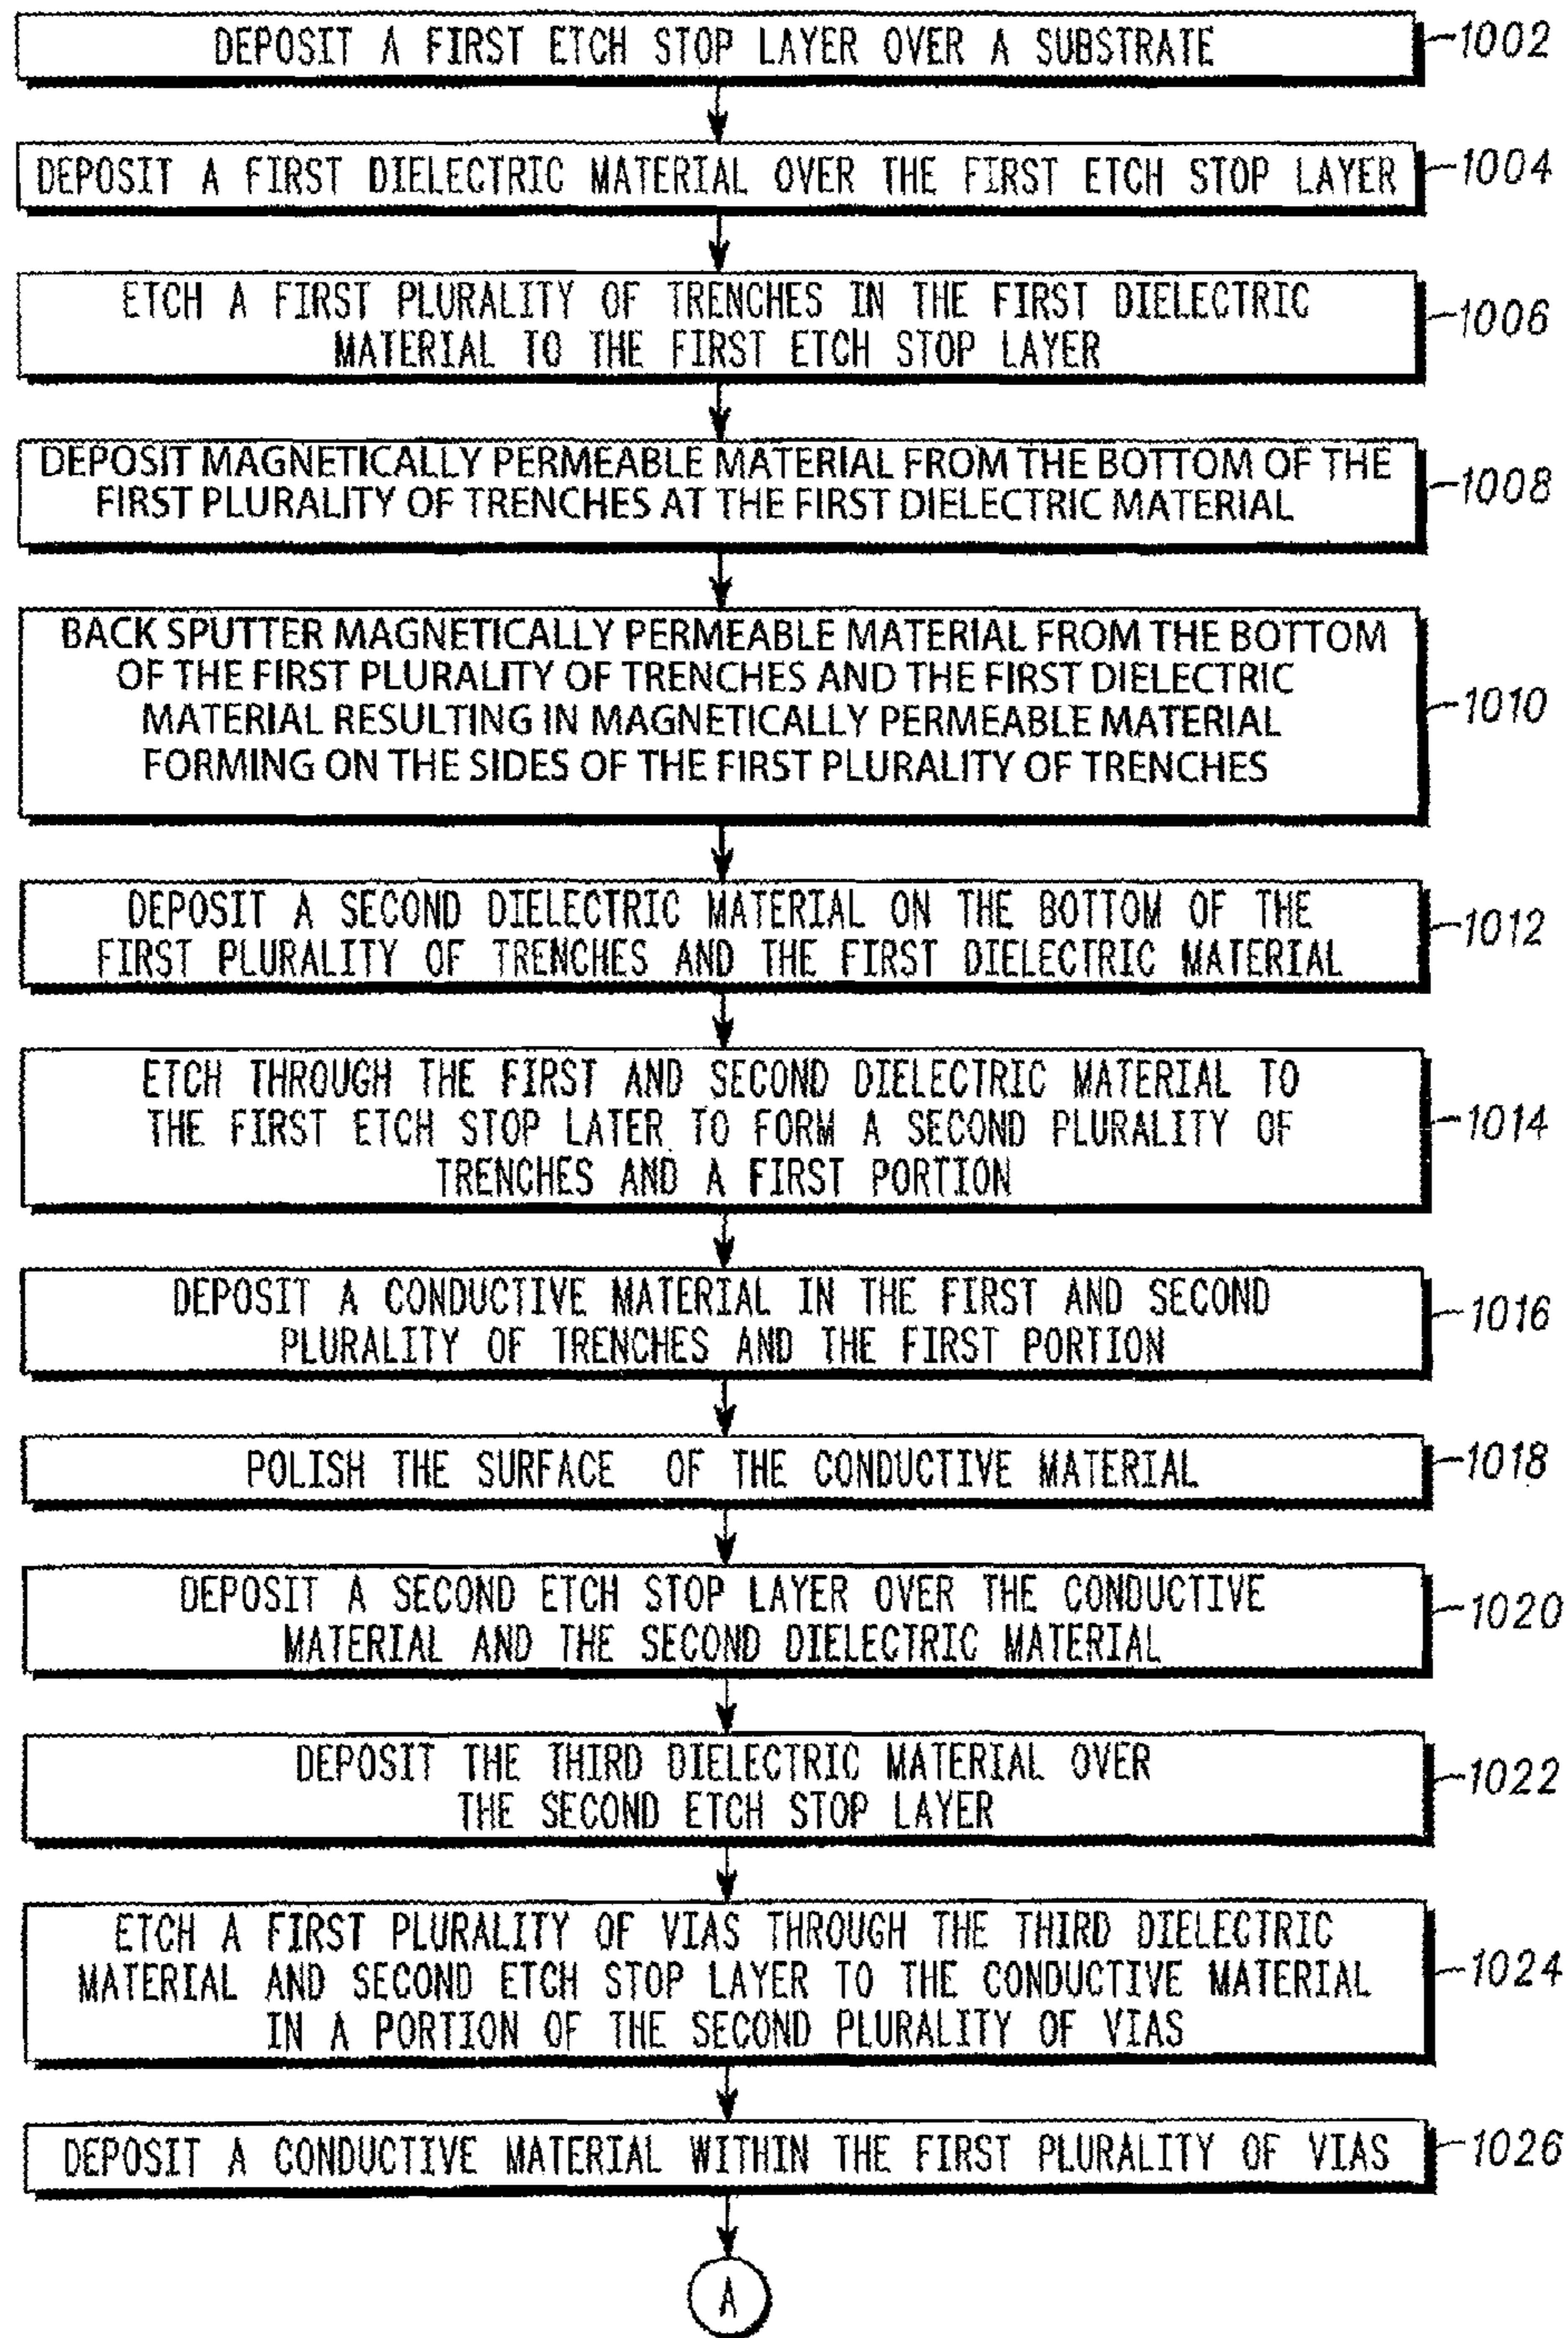 DEPOSIT A FIRST ETCH STOP LAYER OVER A SUBSTRATE
1002
DEPOSIT A FIRST DIELECTRIC MATERIAL OVER THE FIRST ETCH STOP LAYER
1004
ETCH A FIRST PLURALITY OF TRENCHES IN THE FIRST DIELECTRIC
MATERIAL TO THE FIRST ETCH STOP LAYER
1006
DEPOSIT MAGNETICALLY PERMEABLE MATERIAL FROM THE BOTTOM OF THE
FIRST PLURALITY OF TRENCHES AT THE FIRST DIELECTRIC MATERIAL
1008
BACK SPUTTER MAGNETICALLY PERMEABLE MATERIAL FROM THE BOTTOM
OF THE FIRST PLURALITY OF TRENCHES AND THE FIRST DIELECTRIC
MATERIAL RESULTING IN MAGNETICALLY PERMEABLE MATERIAL
FORMING ON THE SIDES OF THE FIRST PLURALITY OF TRENCHES
1010
DEPOSIT A SECOND DIELECTRIC MATERIAL ON THE BOTTOM OF THE
FIRST PLURALITY OF TRENCHES AND THE FIRST DIELECTRIC MATERIAL
1012
ETCH THROUGH THE FIRST AND SECOND DIELECTRIC MATERIAL TO
THE FIRST ETCH STOP LATER TO FORM A SECOND PLURALITY OF
TRENCHES AND A FIRST PORTION
1014
DEPOSIT A CONDUCTIVE MATERIAL IN THE FIRST AND SECOND
PLURALITY OF TRENCHES AND THE FIRST PORTION
1016
POLISH THE SURFACE OF THE CONDUCTIVE MATERIAL
1018
DEPOSIT A SECOND ETCH STOP LAYER OVER THE CONDUCTIVE
MATERIAL AND THE SECOND DIELECTRIC MATERIAL
1020
DEPOSIT THE THIRD DIELECTRIC MATERIAL OVER
THE SECOND ETCH STOP LAYER
1022
ETCH A FIRST PLURALITY OF VIAS THROUGH THE THIRD DIELECTRIC
MATERIAL AND SECOND ETCH STOP LAYER TO THE CONDUCTIVE MATERIAL
IN A PORTION OF THE SECOND PLURALITY OF VIAS
1024
DEPOSIT A CONDUCTIVE MATERIAL WITHIN THE FIRST PLURALITY OF VIAS
1026
A